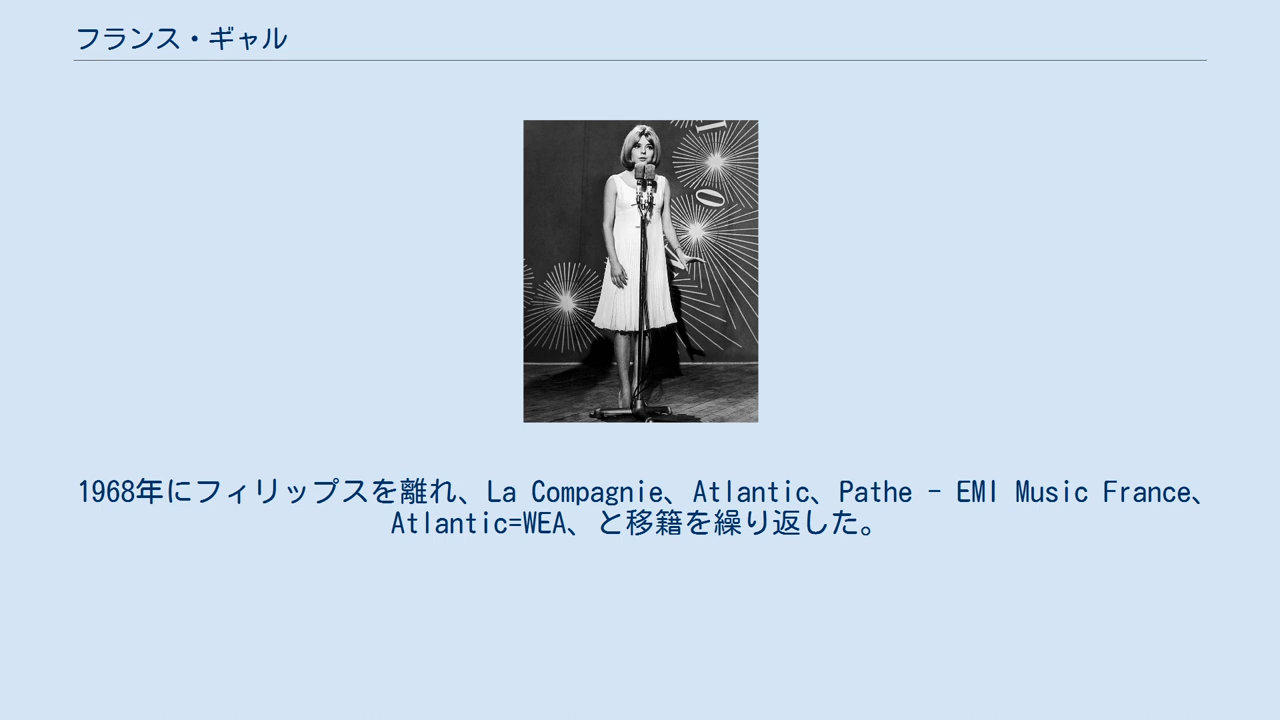 フランス・ギャル
1968年にフィリップスを離れ、La Compagnie、Atlantic、Pathe - EMI Music France、
Atlantic=WEA、と移籍を繰り返した。